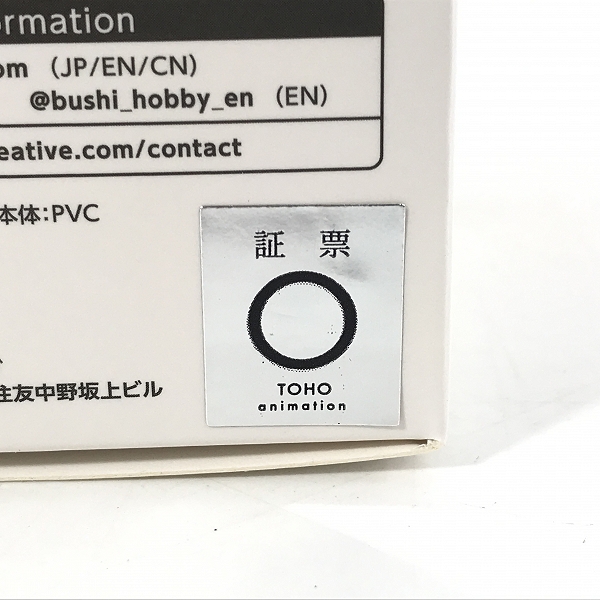 ormation
om （JP/EN/CN）
@bushi_hobby_en （EN）
eative.com/contact
本体：PVC
証 票
TOHO
animation
住友中野坂上ビル